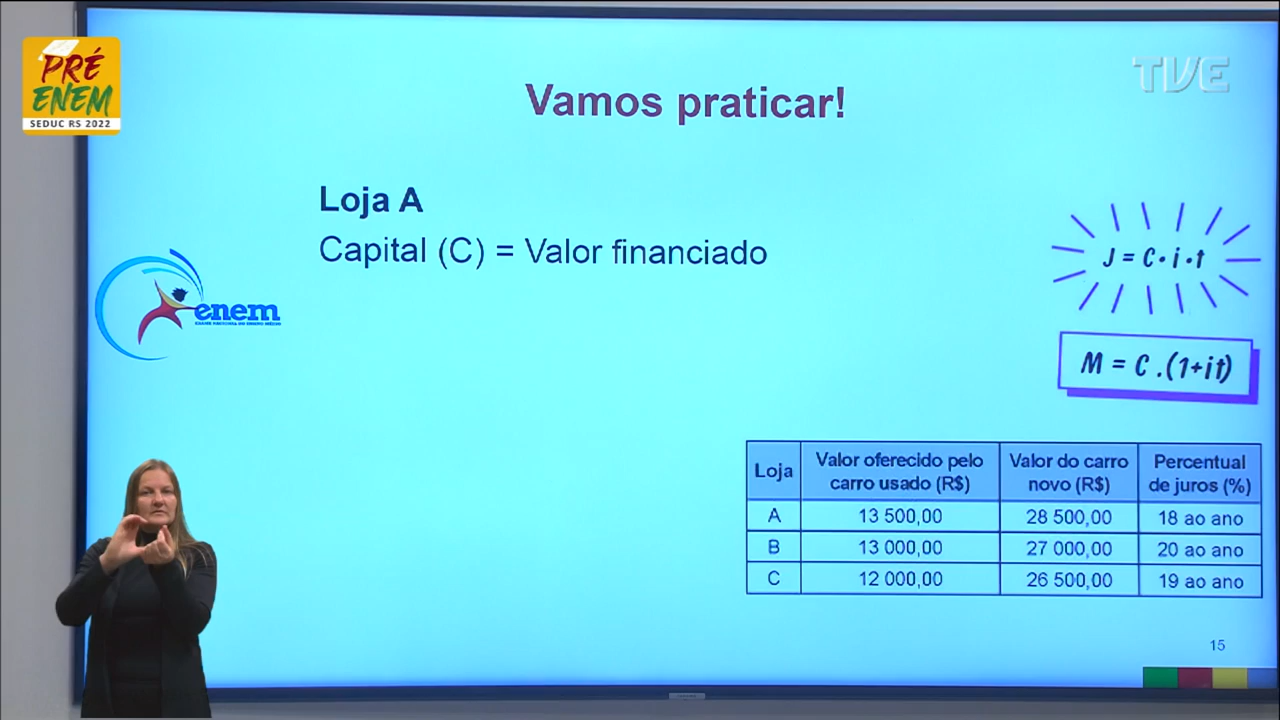 PRÉ
ENEM
SEDUC RS 2022
TVE
Vamos praticar!
Loja A
Capital (C) = Valor financiado
enem
EXAME NACIONAL DO ENSINO MÉDIO
J = C · i · t
M = C .(1+it)
Loja Valor oferecido pelo carro usado (R$) Valor do carro novo (R$) Percentual de juros (%)
A 13 500,00 28 500,00 18 ao ano
B 13 000,00 27 000,00 20 ao ano
C 12 000,00 26 500,00 19 ao ano
15